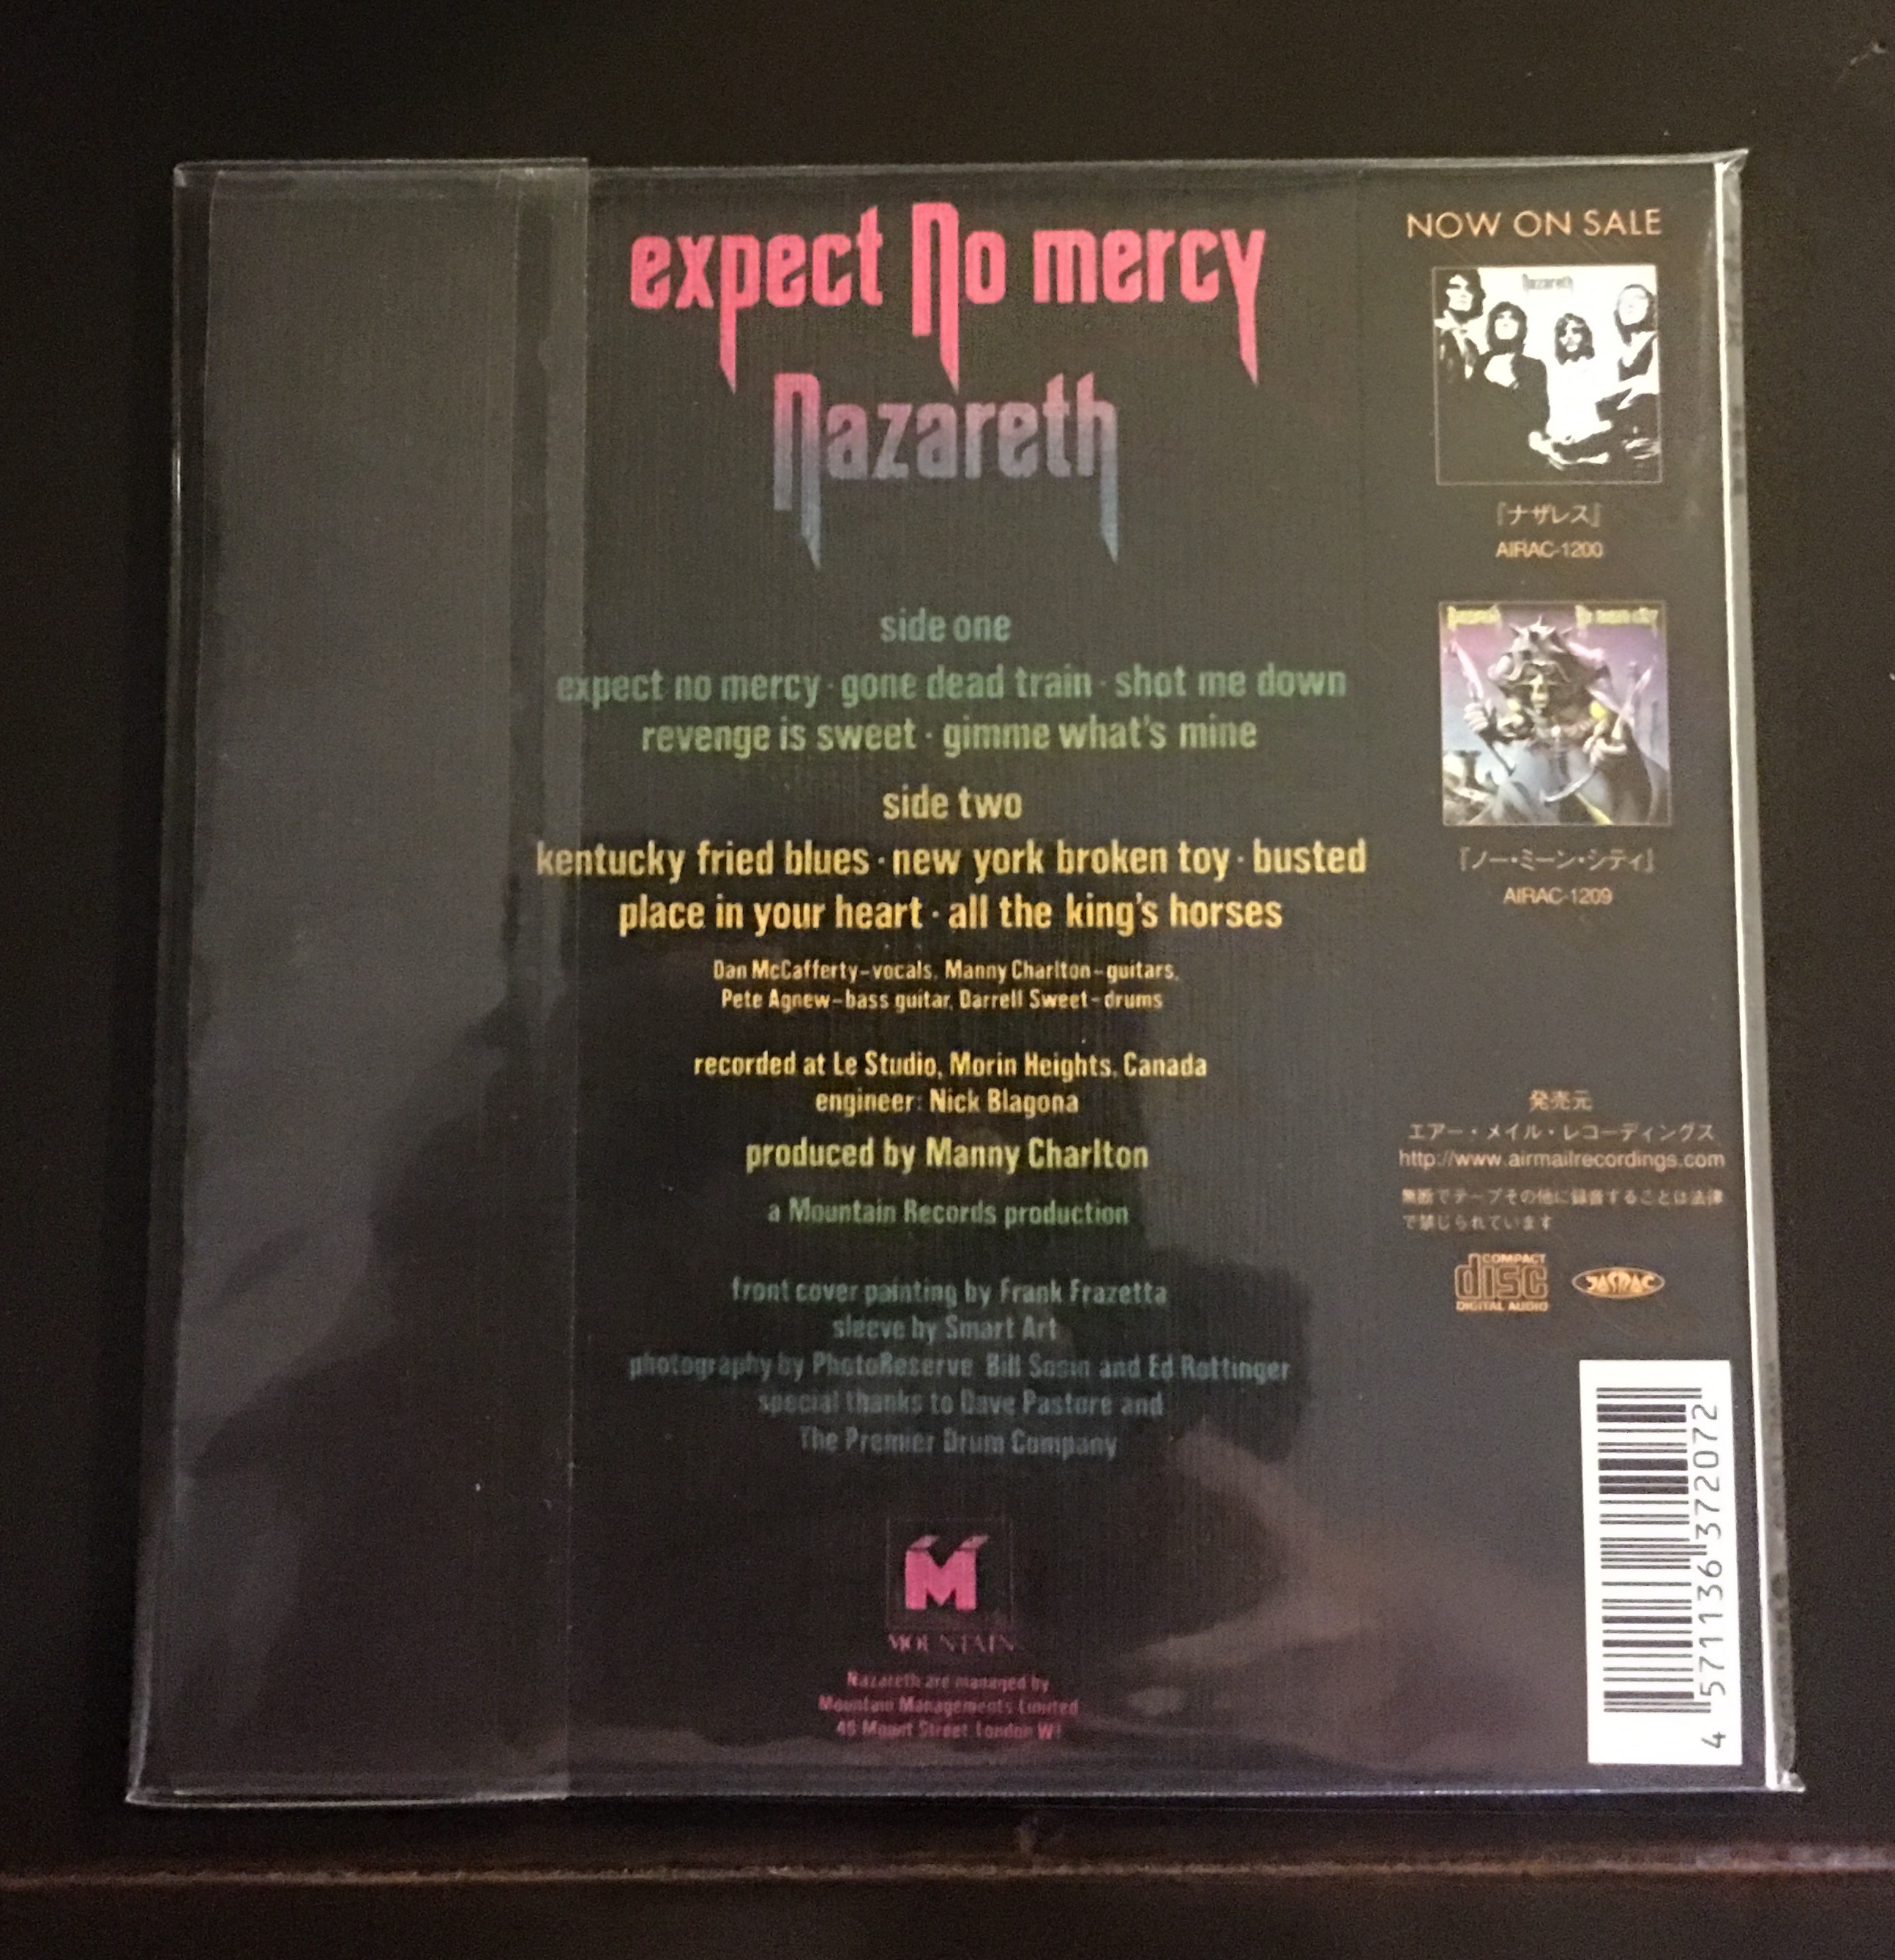 expect No mercy
Nazareth
side one
expect no mercy · gone dead train · shot me down
revenge is sweet · gimme what's mine
side two
kentucky fried blues · new york broken toy · busted
place in your heart · all the king's horses
Dan McCafferty–vocals, Manny Charlton–guitars,
Pete Agnew–bass guitar, Darrell Sweet–drums
recorded at Le Studio, Morin Heights, Canada
engineer: Nick Blagona
produced by Manny Charlton
a Mountain Records production
front cover painting by Frank Frazetta
sleeve by Smart Art
photography by PhotoReserve Bill Sosin and Ed Rottinger
special thanks to Dave Pastore and
The Premier Drum Company
M
MOUNTAIN
Nazareth are managed by
Mountain Managements Limited
Mount Street London W1
NOW ON SALE
Nazareth
『ナザレス』
AIRAC-1200
Nazareth No mean city
『ノー・ミーン・シティ』
AIRAC-1209
発売元
エアー・メイル・レコーディングス
http://www.airmailrecordings.com
無断でテープその他に録音することは法律
で禁じられています
COMPACT
disc
DIGITAL AUDIO
JASRAC
4 571136 372072